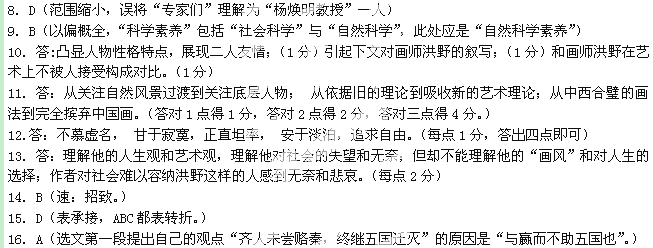 8. D（范围缩小，误将“专家们”理解为“杨焕明教授”一人）
9. B（以偏概全，“科学素养”包括“社会科学”与“自然科学”，此处应是“自然科学素养”）
10. 答:凸显人物性格特点，展现二人友情；（1分）引起下文对画师洪野的叙写；（1分）和画师洪野在艺
术上不被人接受构成对比。（1分）
11. 答：从关注自然风景过渡到关注底层人物； 从依据旧的理论到吸收新的艺术理论；从中西合璧的画
法到完全摈弃中国画。（答对1点得1分，答对2点得2分，答对三点得4分。）
12.答：不慕虚名， 甘于寂寞，正直坦率， 安于淡泊，追求自由。（每点1分，答出四点即可）
13. 答：理解他的人生观和艺术观，理解他对社会的失望和无奈；但却不能理解他的“画风”和对人生的
选择；作者对社会难以容纳洪野这样的人感到无奈和悲哀。（每点2分）
14. B（速：招致。）
15. D（表承接，ABC都表转折。）
16. A（选文第一段提出自己的观点“齐人未尝赂秦，终继五国迁灭”的原因是“与嬴而不助五国也”。）